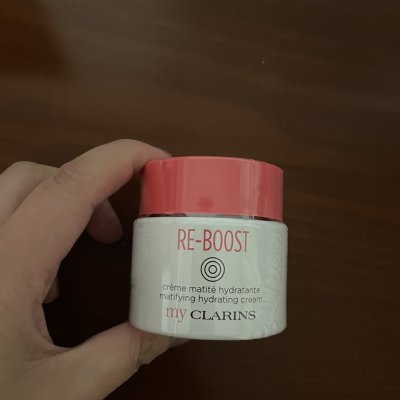 RE-BOOST
crème matité hydratante
matifying hydrating cream
my CLARINS